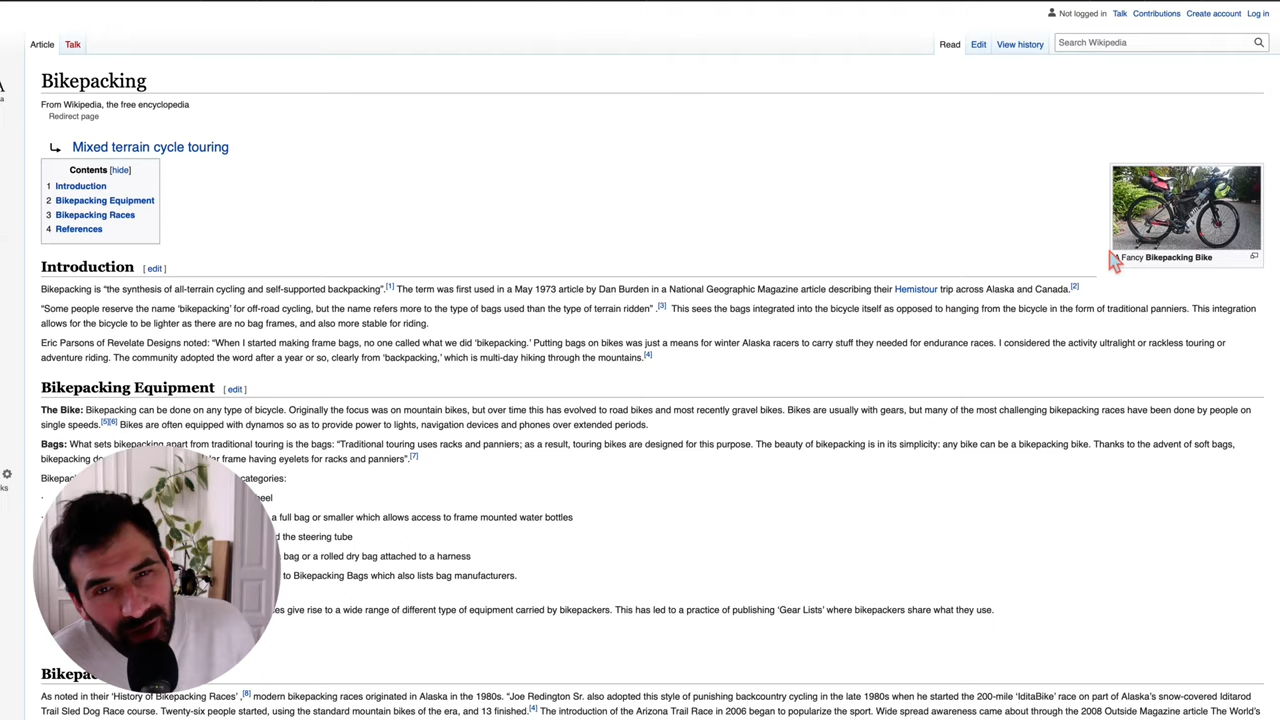 Not logged in Talk Contributions Create account Log in
Article Talk Read Edit View history Search Wikipedia
Bikepacking
From Wikipedia, the free encyclopedia
Redirect page
Mixed terrain cycle touring
Contents [hide]
1 Introduction
2 Bikepacking Equipment
3 Bikepacking Races
4 References
Fancy Bikepacking Bike
Introduction [ edit ]
Bikepacking is “the synthesis of all-terrain cycling and self-supported backpacking”.[1] The term was first used in a May 1973 article by Dan Burden in a National Geographic Magazine article describing their Hemistour trip across Alaska and Canada.[2]
“Some people reserve the name ‘bikepacking’ for off-road cycling, but the name refers more to the type of bags used than the type of terrain ridden” .[3] This sees the bags integrated into the bicycle itself as opposed to hanging from the bicycle in the form of traditional panniers. This integration
allows for the bicycle to be lighter as there are no bag frames, and also more stable for riding.
Eric Parsons of Revelate Designs noted: “When I started making frame bags, no one called what we did ‘bikepacking.’ Putting bags on bikes was just a means for winter Alaska racers to carry stuff they needed for endurance races. I considered the activity ultralight or rackless touring or
adventure riding. The community adopted the word after a year or so, clearly from ‘backpacking,’ which is multi-day hiking through the mountains.[4]
Bikepacking Equipment [ edit ]
The Bike: Bikepacking can be done on any type of bicycle. Originally the focus was on mountain bikes, but over time this has evolved to road bikes and most recently gravel bikes. Bikes are usually with gears, but many of the most challenging bikepacking races have been done by people on
single speeds.[5][6] Bikes are often equipped with dynamos so as to provide power to lights, navigation devices and phones over extended periods.
Bags: What sets bikepacking apart from traditional touring is the bags: “Traditional touring uses racks and panniers; as a result, touring bikes are designed for this purpose. The beauty of bikepacking is in its simplicity: any bike can be a bikepacking bike. Thanks to the advent of soft bags,
bikepacking frame having eyelets for racks and panniers”.[7]
categories:
a full bag or smaller which allows access to frame mounted water bottles
the steering tube
bag or a rolled dry bag attached to a harness
to Bikepacking Bags which also lists bag manufacturers.
give rise to a wide range of different type of equipment carried by bikepackers. This has led to a practice of publishing ‘Gear Lists’ where bikepackers share what they use.
As noted in their ‘History of Bikepacking Races’ ,[8] modern bikepacking races originated in Alaska in the 1980s. “Joe Redington Sr. also adopted this style of punishing backcountry cycling in the late 1980s when he started the 200-mile ‘IditaBike’ race on part of Alaska’s snow-covered Iditarod
Trail Sled Dog Race course. Twenty-six people started, using the standard mountain bikes of the era, and 13 finished.[4] The introduction of the Arizona Trail Race in 2006 began to popularize the sport. Wide spread awareness came about through the 2008 Outside Magazine article The World’s